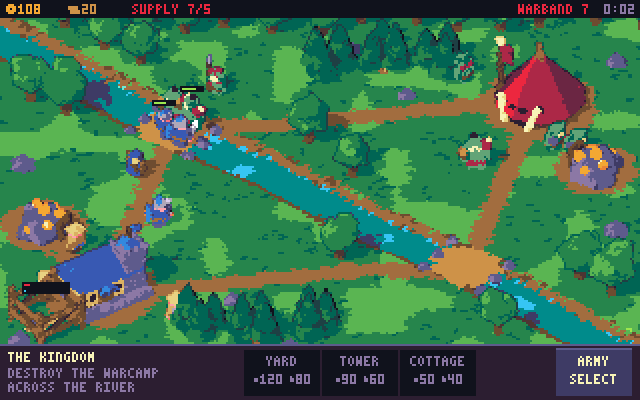 108 20 SUPPLY 7/5 WARBAND 7 0:02
THE KINGDOM
DESTROY THE WARCAMP
ACROSS THE RIVER
YARD
120 80
TOWER
90 60
COTTAGE
50 40
ARMY
SELECT